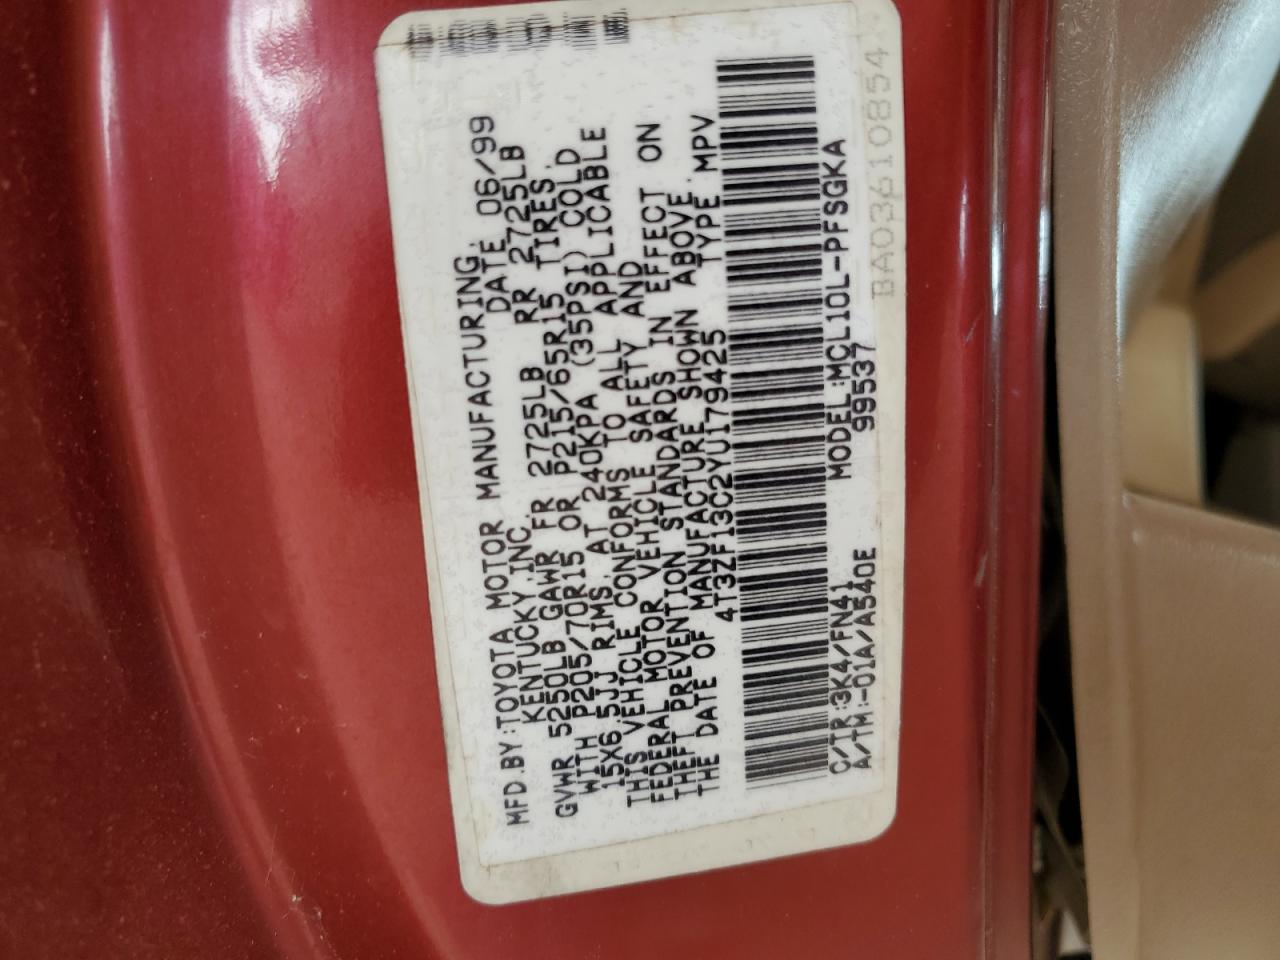 MFD.BY:TOYOTA MOTOR MANUFACTURING,
KENTUCKY,INC. DATE 06/99
GVWR 5250LB GAWR FR 2725LB RR 2725LB
WITH P205/70R15 OR P215/65R15 TIRES,
15X6.5JJ RIMS, AT 240KPA (35PSI) COLD
THIS VEHICLE CONFORMS TO ALL APPLICABLE
FEDERAL MOTOR VEHICLE SAFETY AND
THEFT PREVENTION STANDARDS IN EFFECT ON
THE DATE OF MANUFACTURE SHOWN ABOVE.
4T3ZF13C2YU179425 TYPE MPV
C/TR:3K4/FN41 MODEL:MCL10L-PFSGKA
A/TM:-01A/A540E 99537
BA03610854